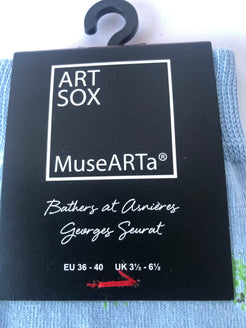 ART
SOX
MuseARTa®
Bathers at Asnières
Georges Seurat
EU 36 - 40 UK 3½ - 6½